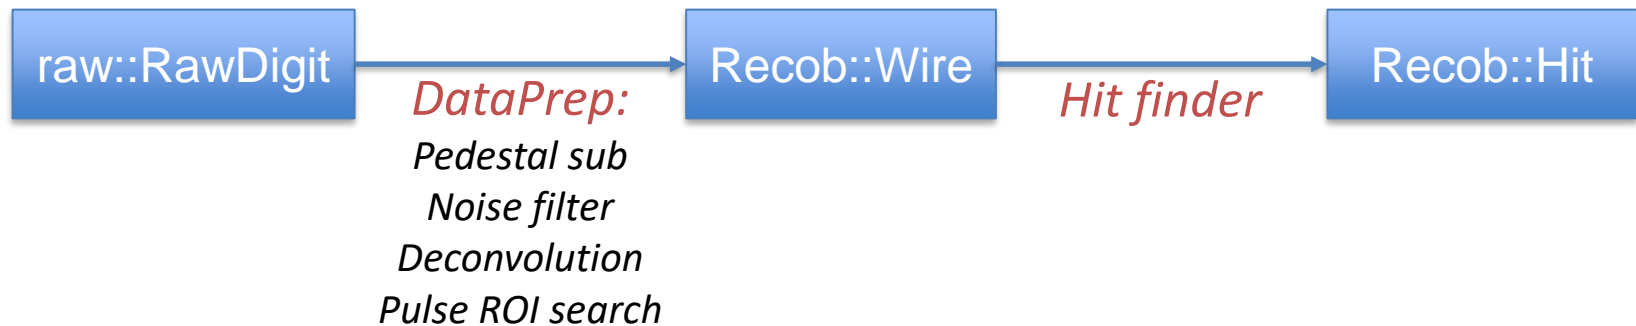 raw::RawDigit
DataPrep:
Pedestal sub
Noise filter
Deconvolution
Pulse ROI search
Recob::Wire
Hit finder
Recob::Hit